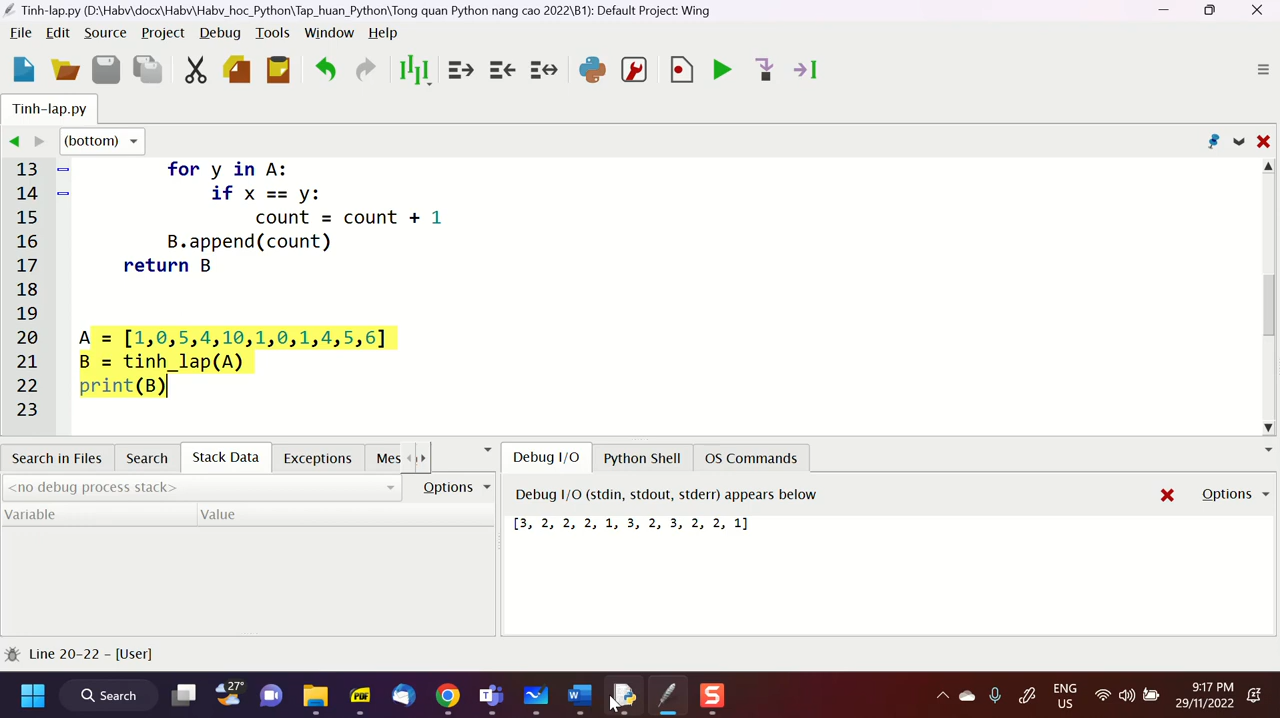 Tinh-lap.py (D:\Habv\docx\Habv\Habv_hoc_Python\Tap_huan_Python\Tong quan Python nang cao 2022\B1): Default Project: Wing
File Edit Source Project Debug Tools Window Help
Tinh-lap.py
(bottom)
13 for y in A:
14 if x == y:
15 count = count + 1
16 B.append(count)
17 return B
18
19
20 A = [1,0,5,4,10,1,0,1,4,5,6]
21 B = tinh_lap(A)
22 print(B)
23
Search in Files Search Stack Data Exceptions Mes
<no debug process stack> Options
Variable Value
Debug I/O Python Shell OS Commands
Debug I/O (stdin, stdout, stderr) appears below Options
[3, 2, 2, 2, 1, 3, 2, 3, 2, 2, 1]
Line 20-22 - [User]
Search
27°
PDF
ENG
US
9:17 PM
29/11/2022